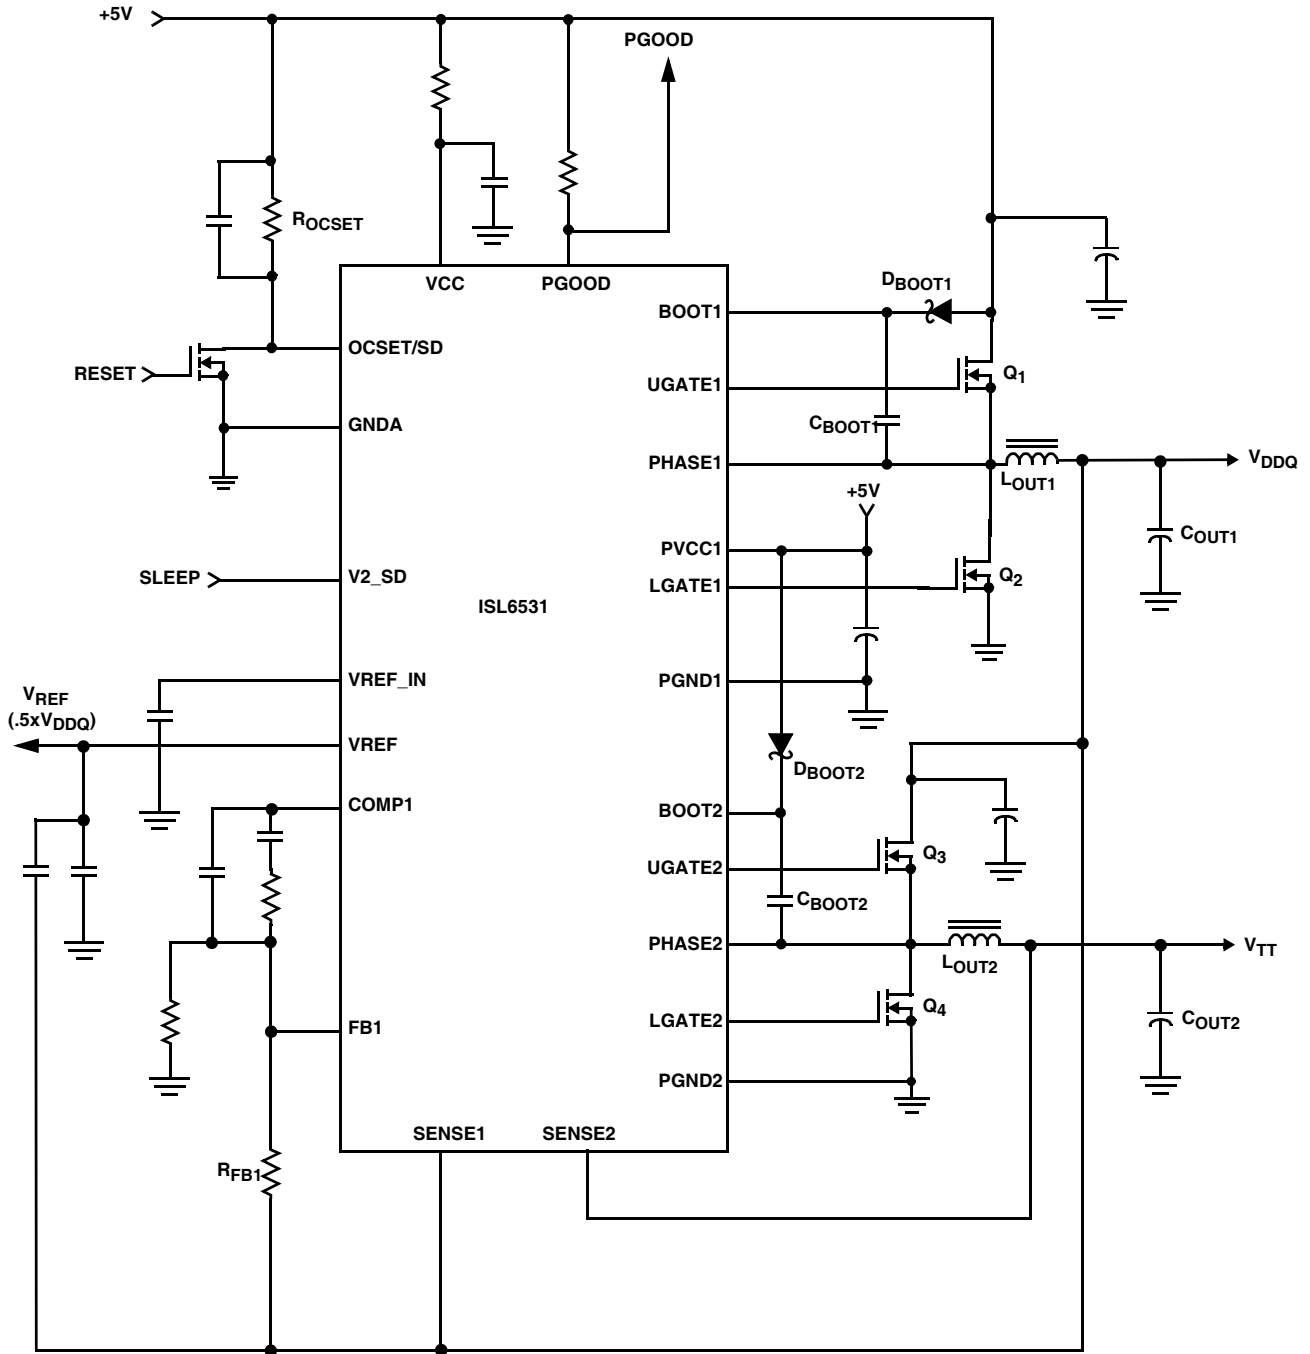 +5V
PGOOD
ROCSET
VCC
PGOOD
DBOOT1
BOOT1
OCSET/SD
RESET
UGATE1
Q1
CBOOT1
GNDA
PHASE1
VDDQ
LOUT1
+5V
COUT1
PVCC1
SLEEP
V2_SD
LGATE1
Q2
ISL6531
VREF_IN
PGND1
VREF
(.5xVDDQ)
VREF
DBOOT2
COMP1
BOOT2
Q3
UGATE2
CBOOT2
PHASE2
VTT
LOUT2
Q4
FB1
LGATE2
COUT2
PGND2
SENSE1
SENSE2
RFB1